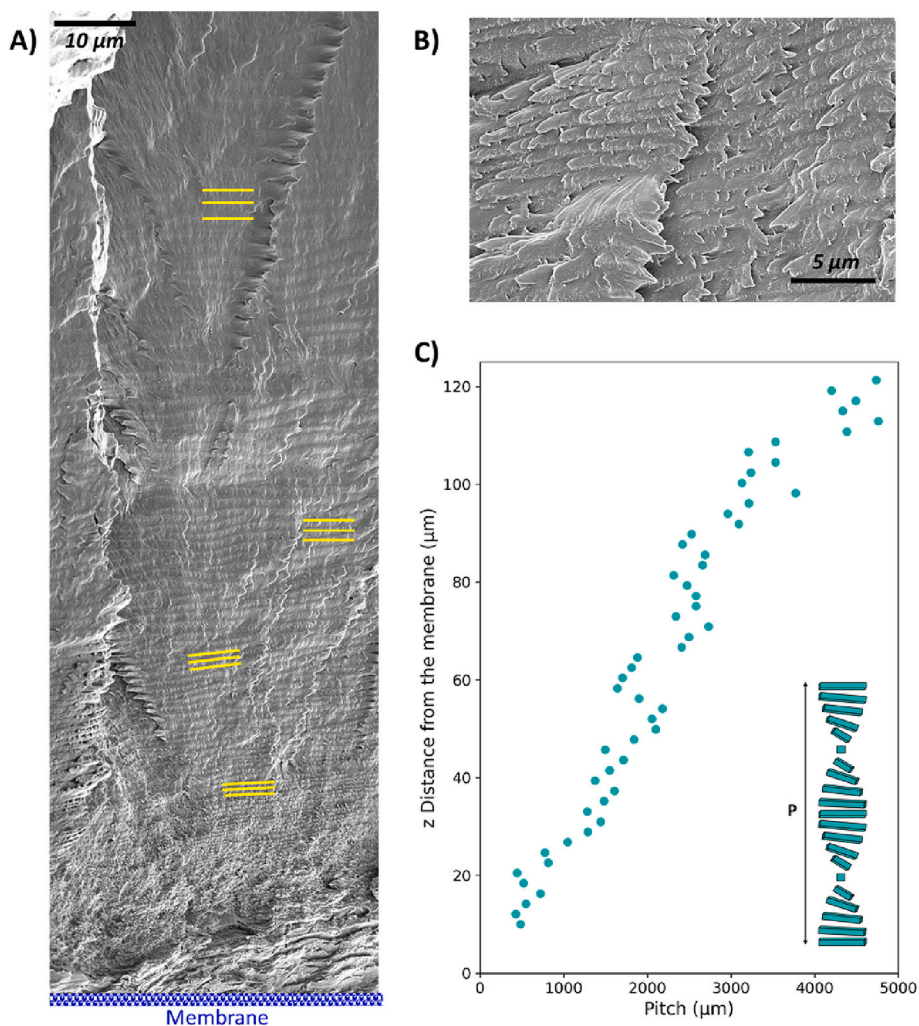 A)
10 µm
Membrane
B)
5 µm
C)
z Distance from the membrane (µm)
120
100
80
60
40
20
0
P
0 1000 2000 3000 4000 5000
Pitch (µm)